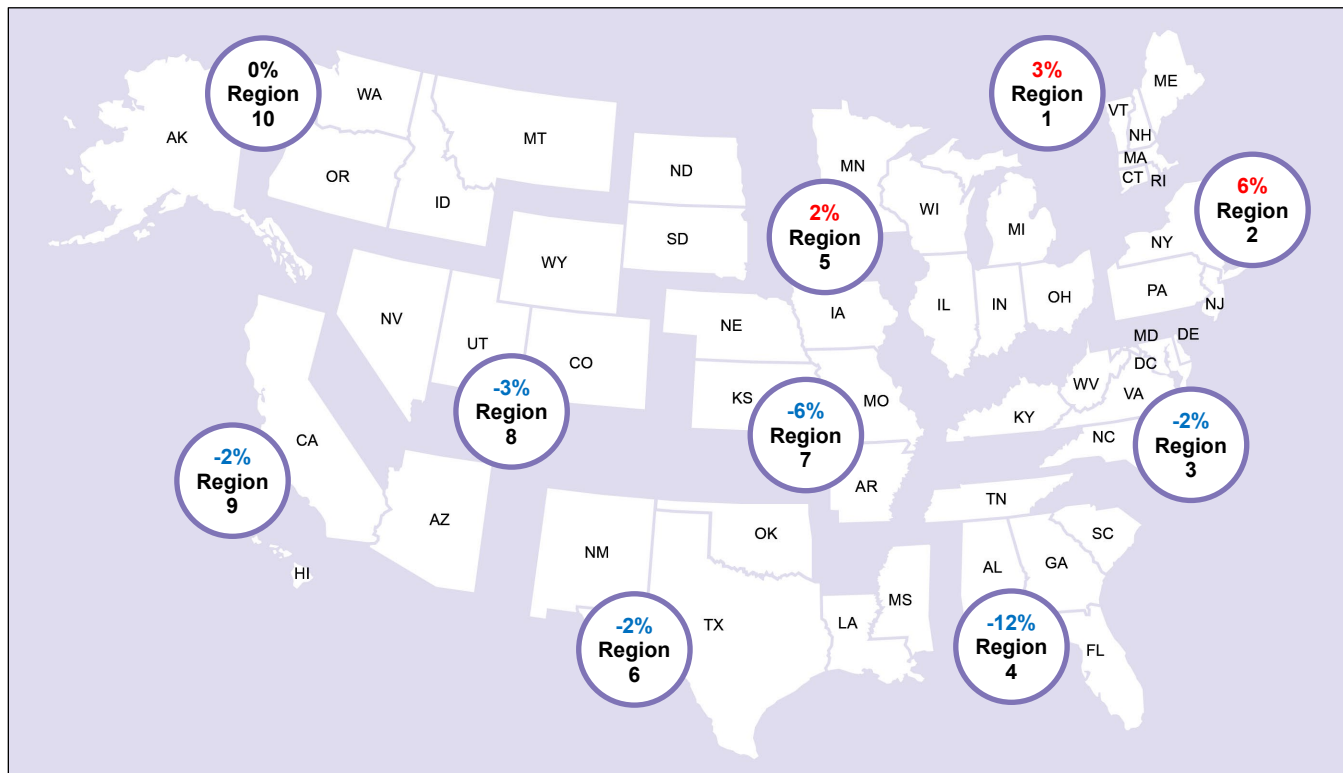 0%
Region
10
3%
Region
1
ME
WA
VT
AK
MT
NH
MN
MA
ND
CT
RI
OR
6%
Region
2
ID
2%
Region
5
WI
MI
SD
NY
WY
PA
OH
NV
NE
IL
IN
NJ
IA
UT
MD
DE
CO
DC
-3%
Region
8
WV
VA
KS
MO
KY
-6%
Region
7
NC
-2%
Region
3
CA
-2%
Region
9
AR
TN
AZ
OK
SC
NM
AL
GA
HI
MS
TX
LA
-2%
Region
6
-12%
Region
4
FL